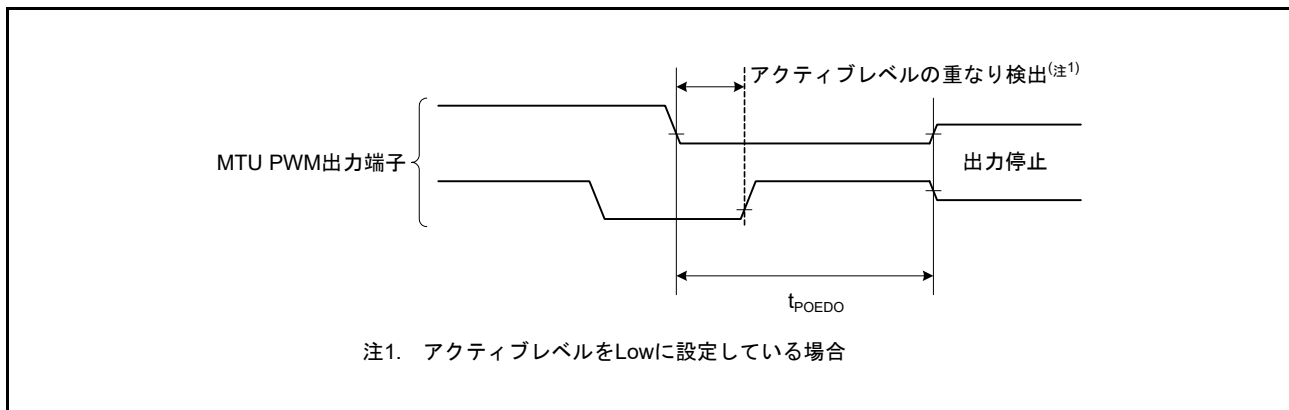 アクティブレベルの重なり検出(注1)
MTU PWM出力端子
出力停止
tPOEDO
注1. アクティブレベルをLowに設定している場合